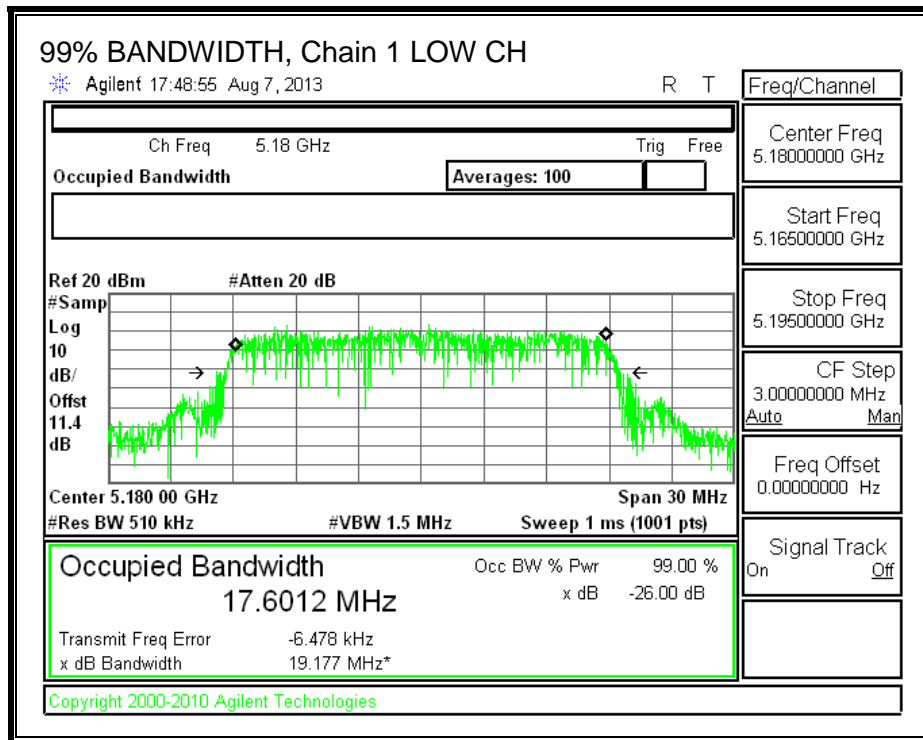 99% BANDWIDTH, Chain 1 LOW CH
Agilent 17:48:55 Aug 7, 2013 R T
Ch Freq 5.18 GHz Trig Free
Occupied Bandwidth Averages: 100
Ref 20 dBm #Atten 20 dB
#Samp
Log
10
dB/
Offst
11.4
dB
Center 5.180 00 GHz Span 30 MHz
#Res BW 510 kHz #VBW 1.5 MHz Sweep 1 ms (1001 pts)
Occupied Bandwidth Occ BW % Pwr 99.00 %
17.6012 MHz x dB -26.00 dB
Transmit Freq Error -6.478 kHz
x dB Bandwidth 19.177 MHz*
Copyright 2000-2010 Agilent Technologies
Freq/Channel
Center Freq
5.18000000 GHz
Start Freq
5.16500000 GHz
Stop Freq
5.19500000 GHz
CF Step
3.00000000 MHz
Auto Man
Freq Offset
0.00000000 Hz
Signal Track
On Off